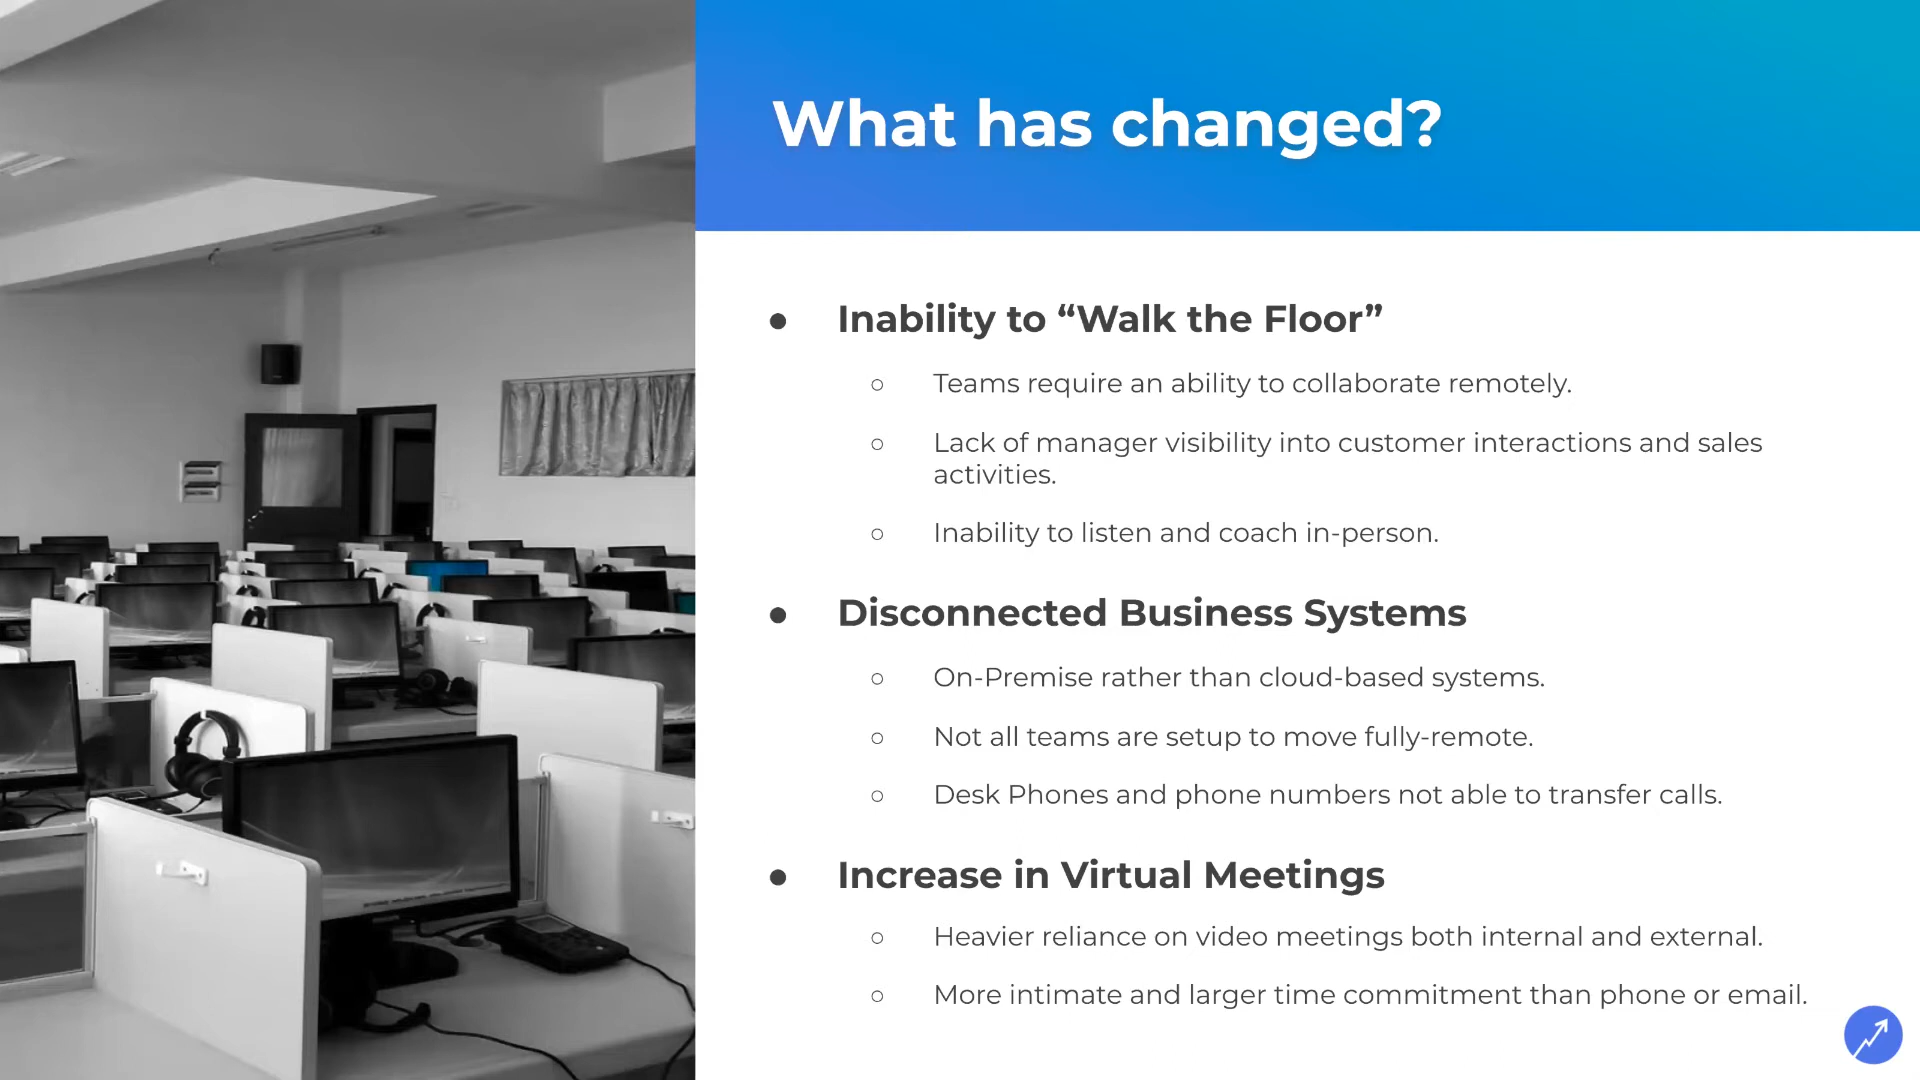 What has changed?
● Inability to “Walk the Floor”
○ Teams require an ability to collaborate remotely.
○ Lack of manager visibility into customer interactions and sales
activities.
○ Inability to listen and coach in-person.
● Disconnected Business Systems
○ On-Premise rather than cloud-based systems.
○ Not all teams are setup to move fully-remote.
○ Desk Phones and phone numbers not able to transfer calls.
● Increase in Virtual Meetings
○ Heavier reliance on video meetings both internal and external.
○ More intimate and larger time commitment than phone or email.